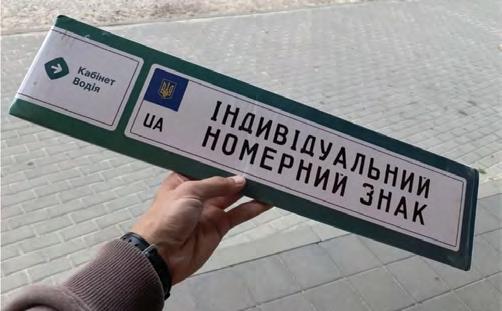 Кабінет
Водія
UA
ІНДИВІДУАЛЬНИЙ
НОМЕРНИЙ ЗНАК